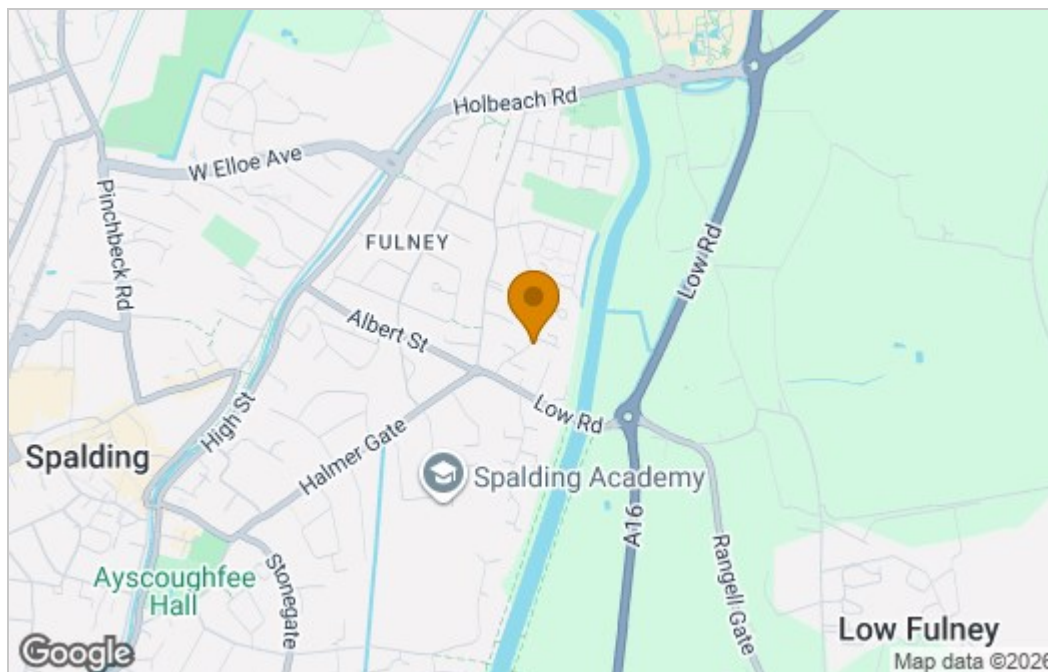 Holbeach Rd
W Elloe Ave
Pinchbeck Rd
FULNEY
Low Rd
Albert St
High St
Low Rd
Halmer Gate
Spalding
Spalding Academy
A16
Rangell Gate
Stonegate
Ayscoughfee
Hall
Low Fulney
Google
Map data ©2026